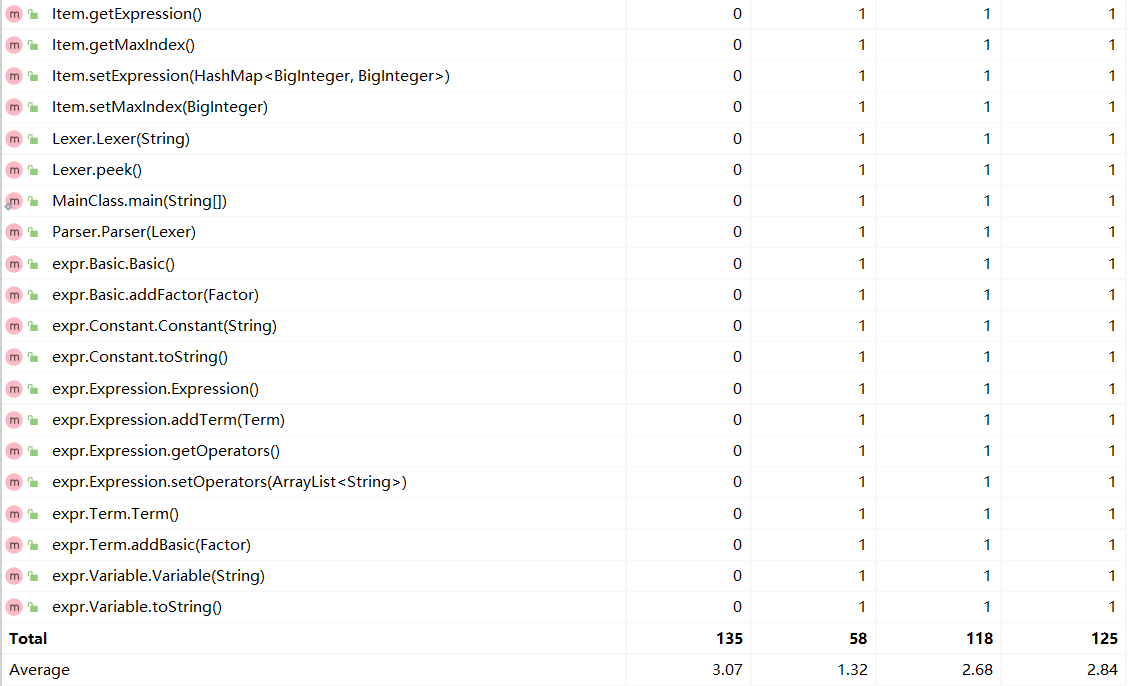 m Item.getExpression() 0 1 1 1
m Item.getMaxIndex() 0 1 1 1
m Item.setExpression(HashMap<BigInteger, BigInteger>) 0 1 1 1
m Item.setMaxIndex(BigInteger) 0 1 1 1
m Lexer.Lexer(String) 0 1 1 1
m Lexer.peek() 0 1 1 1
m MainClass.main(String[]) 0 1 1 1
m Parser.Parser(Lexer) 0 1 1 1
m expr.Basic.Basic() 0 1 1 1
m expr.Basic.addFactor(Factor) 0 1 1 1
m expr.Constant.Constant(String) 0 1 1 1
m expr.Constant.toString() 0 1 1 1
m expr.Expression.Expression() 0 1 1 1
m expr.Expression.addTerm(Term) 0 1 1 1
m expr.Expression.getOperators() 0 1 1 1
m expr.Expression.setOperators(ArrayList<String>) 0 1 1 1
m expr.Term.Term() 0 1 1 1
m expr.Term.addBasic(Factor) 0 1 1 1
m expr.Variable.Variable(String) 0 1 1 1
m expr.Variable.toString() 0 1 1 1
Total 135 58 118 125
Average 3.07 1.32 2.68 2.84